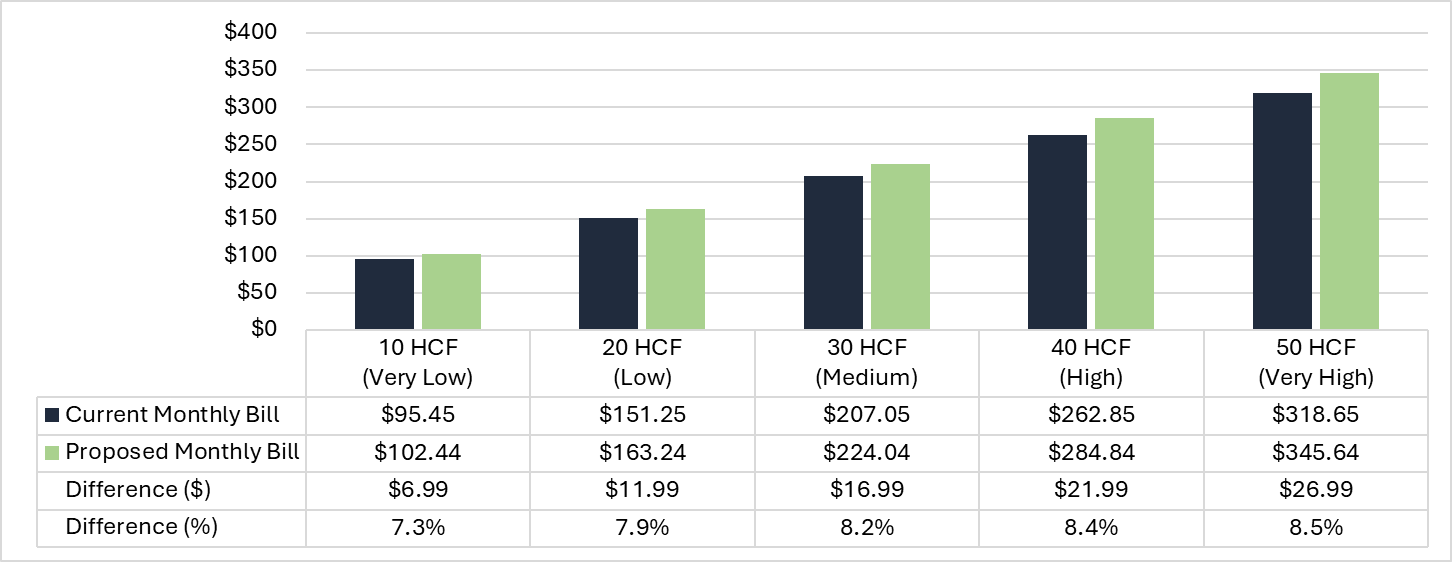 $400
$350
$300
$250
$200
$150
$100
$50
$0
10 HCF 20 HCF 30 HCF 40 HCF 50 HCF
(Very Low) (Low) (Medium) (High) (Very High)
Current Monthly Bill $95.45 $151.25 $207.05 $262.85 $318.65
Proposed Monthly Bill $102.44 $163.24 $224.04 $284.84 $345.64
Difference ($) $6.99 $11.99 $16.99 $21.99 $26.99
Difference (%) 7.3% 7.9% 8.2% 8.4% 8.5%